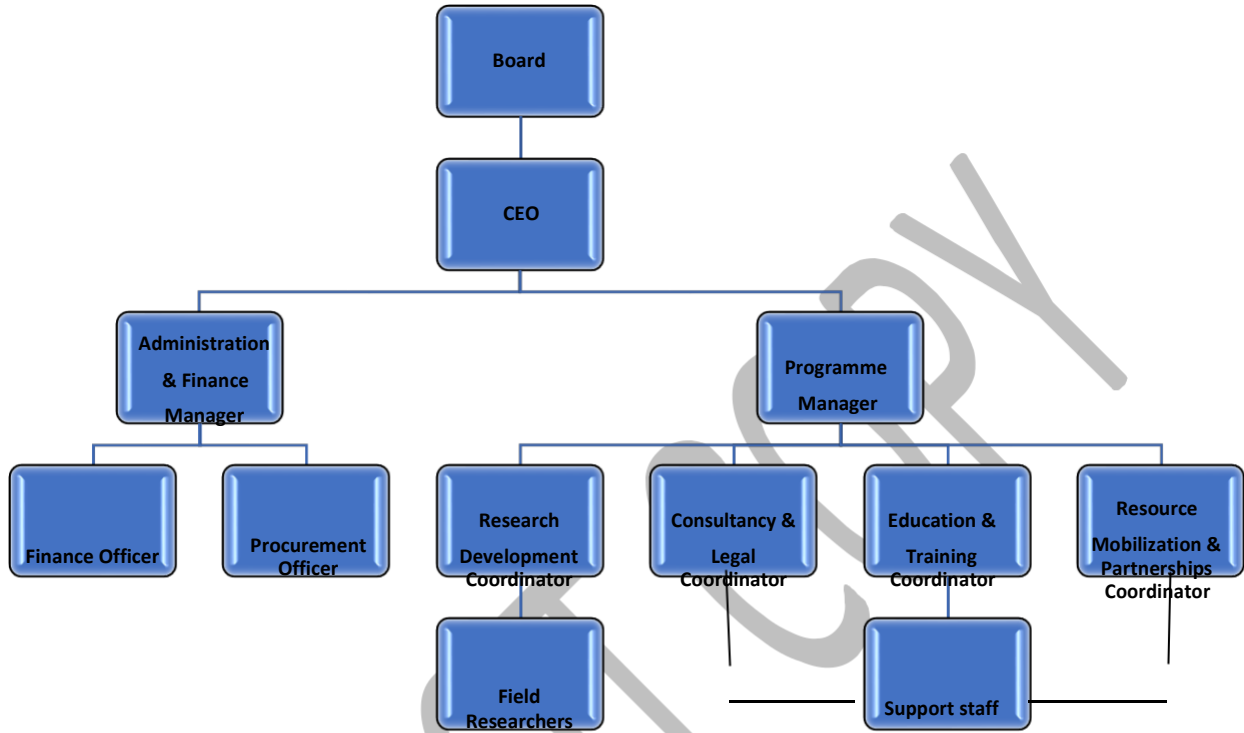 Board
CEO
Administration
& Finance
Manager
Programme
Manager
Finance Officer
Procurement
Officer
Research
Development
Coordinator
Consultancy &
Legal
Coordinator
Education &
Training
Coordinator
Resource
Mobilization &
Partnerships
Coordinator
Field
Researchers
Support staff
T COPY